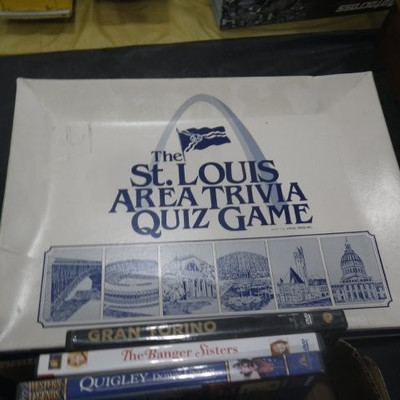 The
St. LOUIS
AREA TRIVIA
QUIZ GAME
GRAN TORINO
The Banger Sisters
QUIGLEY